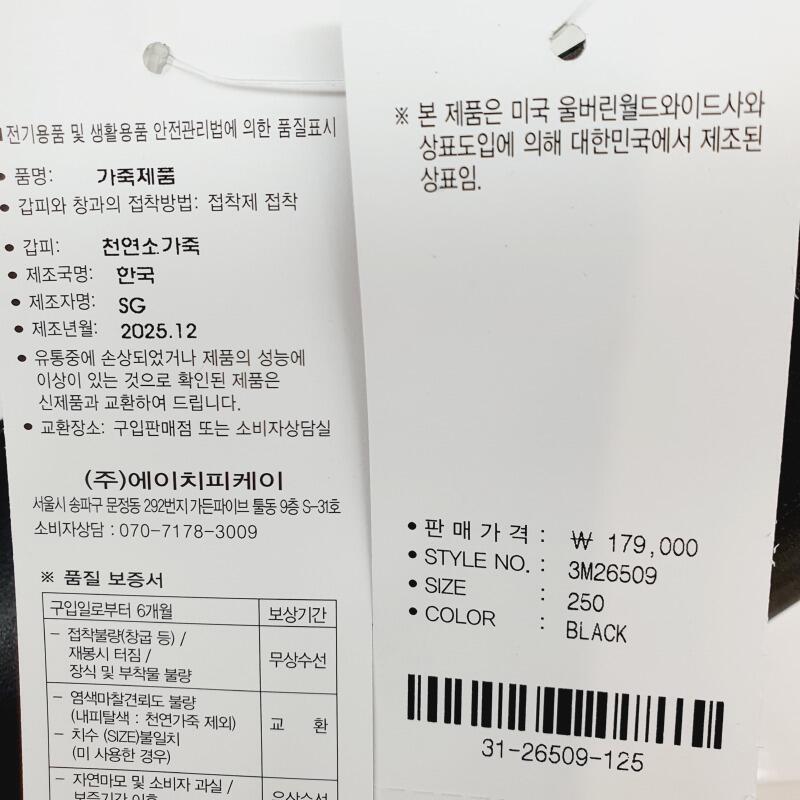 전기용품 및 생활용품 안전관리법에 의한 품질표시
• 품명: 가죽제품
• 갑피와 창과의 접착방법: 접착제 접착
• 갑피: 천연소가죽
• 제조국명: 한국
• 제조자명: SG
• 제조년월: 2025.12
• 유통중에 손상되었거나 제품의 성능에
이상이 있는 것으로 확인된 제품은
신제품과 교환하여 드립니다.
• 교환장소: 구입판매점 또는 소비자상담실
(주)에이치피케이
서울시 송파구 문정동 292번지 가든파이브 툴동 9층 S-31호
소비자상담 : 070-7178-3009
※ 품질 보증서
구입일로부터 6개월 보상기간
- 접착불량(창굽 등) /
재봉시 터짐 /
장식 및 부착물 불량
무상수선
- 염색마찰견뢰도 불량
(내피탈색 : 천연가죽 제외)
- 치수 (SIZE)불일치
(미 사용한 경우)
교 환
- 자연마모 및 소비자 과실 /
보증기간 이후
유상수선
※ 본 제품은 미국 울버린월드와이드사와
상표도입에 의해 대한민국에서 제조된
상표임.
• 판매가격 : ₩ 179,000
• STYLE NO. : 3M26509
• SIZE : 250
• COLOR : BLACK
31-26509-125